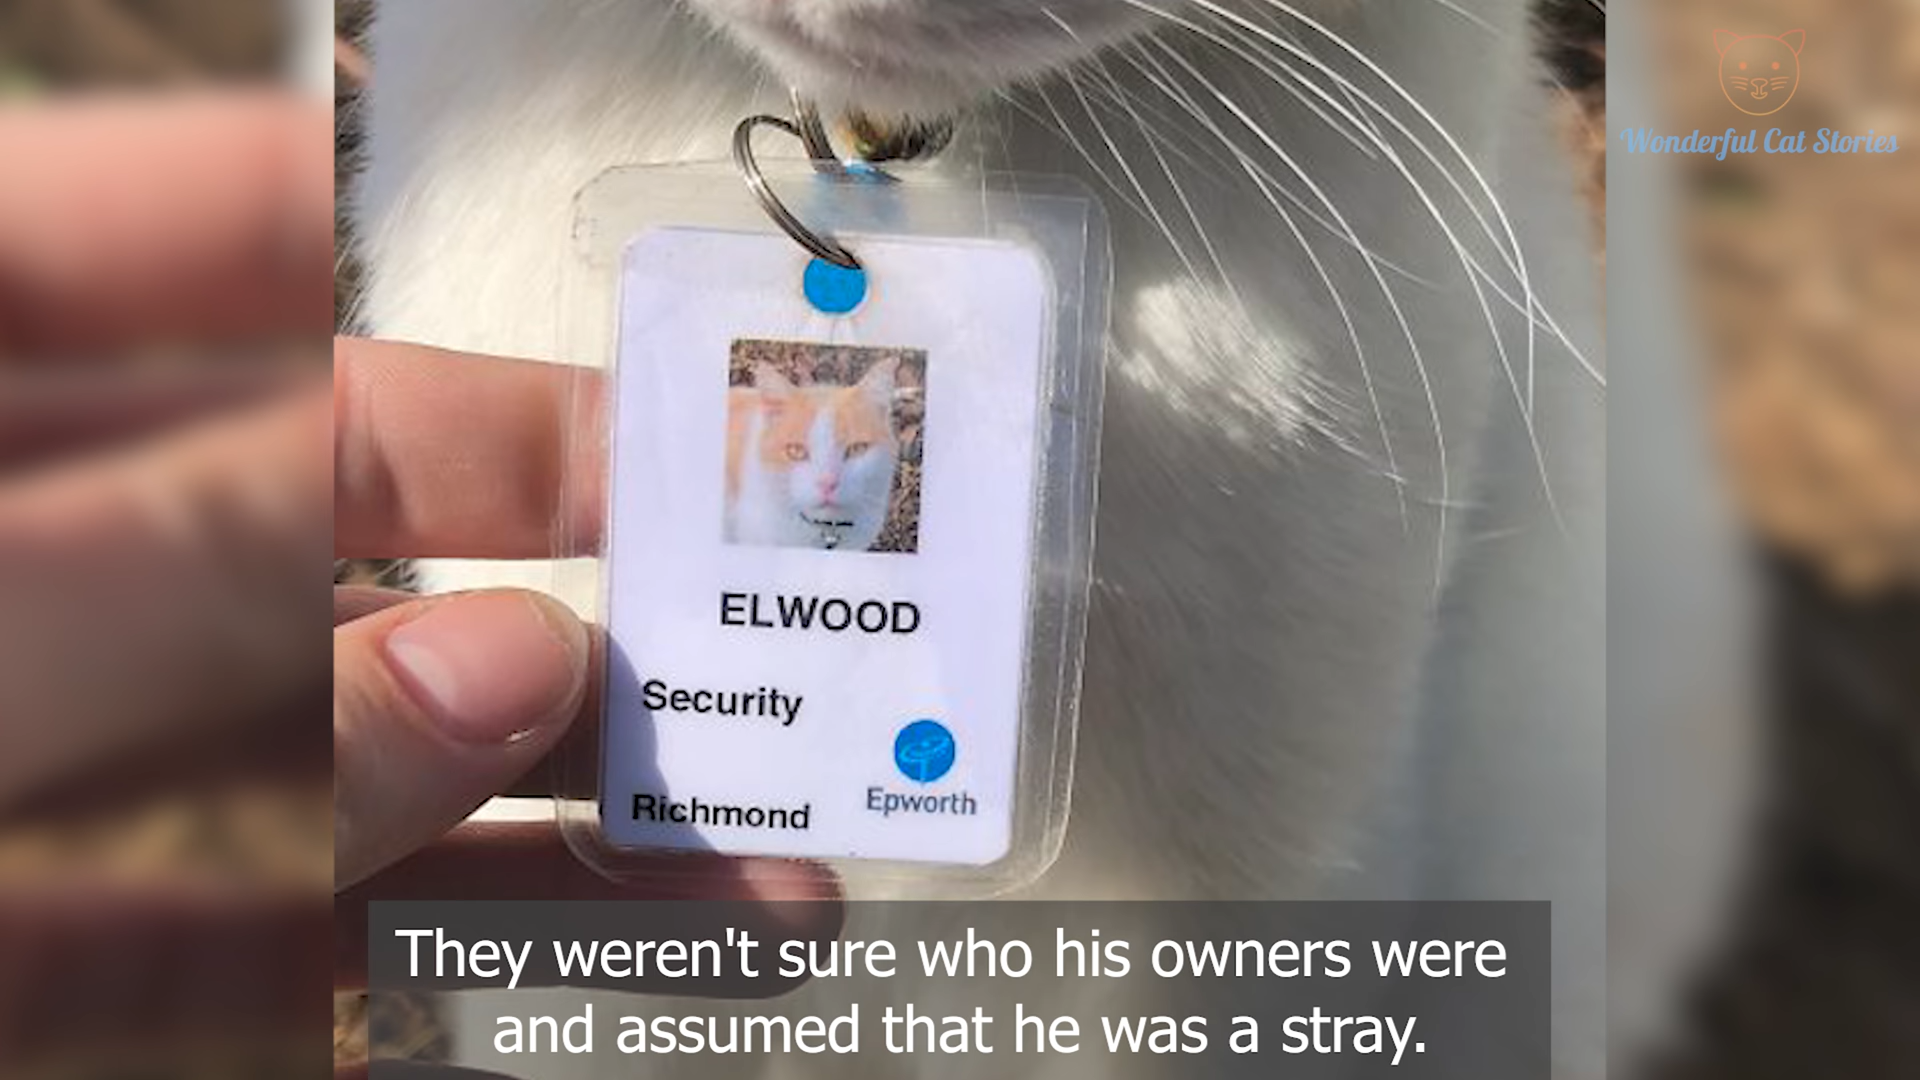 Wonderful Cat Stories
ELWOOD
Security
Richmond
Epworth
They weren't sure who his owners were
and assumed that he was a stray.